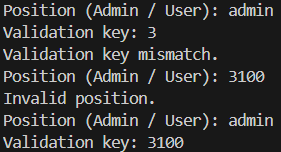 Position (Admin / User): admin
Validation key: 3
Validation key mismatch.
Position (Admin / User): 3100
Invalid position.
Position (Admin / User): admin
Validation key: 3100